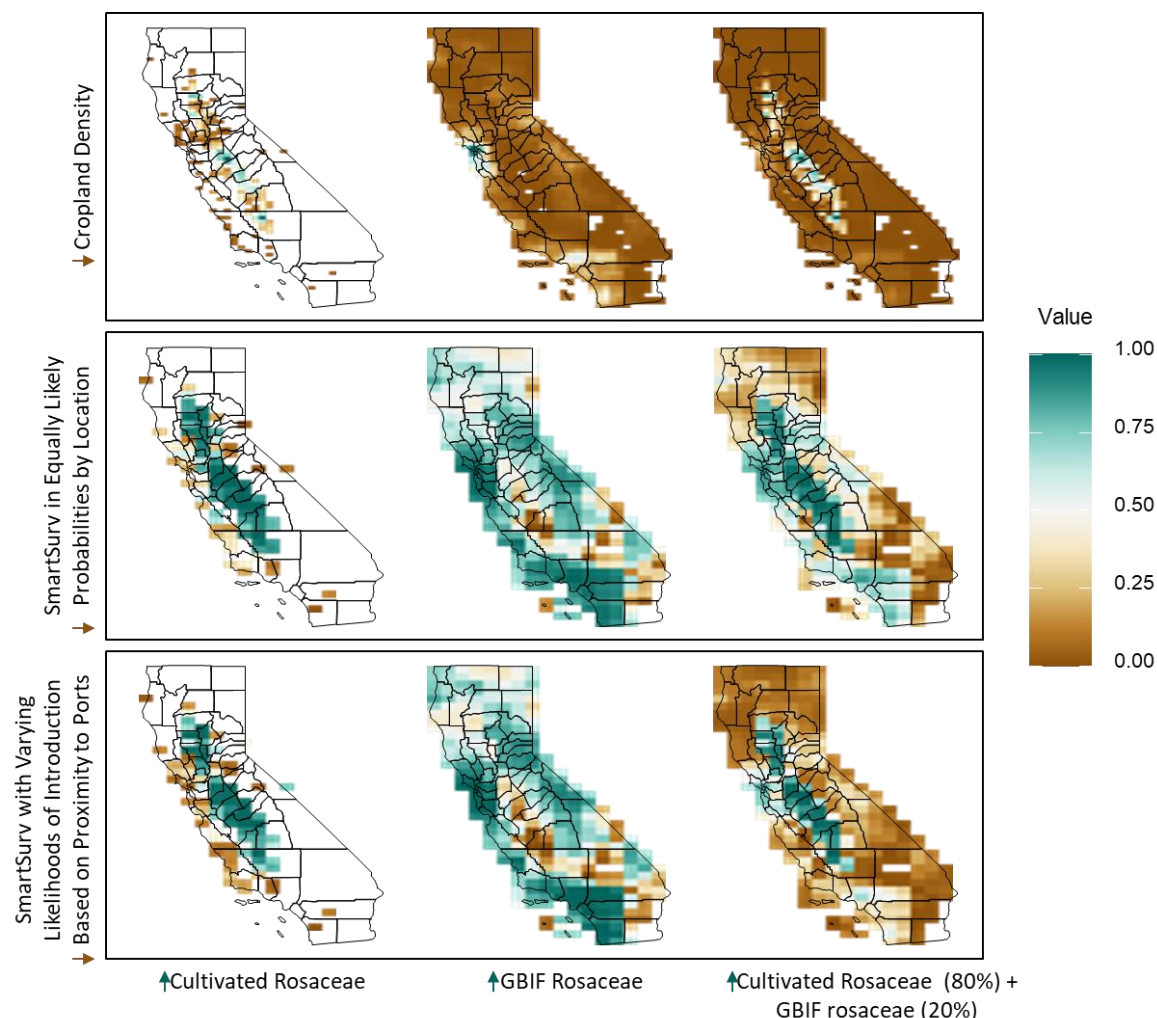 Cropland Density
SmartSurv in Equally Likely
Probabilities by Location
SmartSurv with Varying
Likelihoods of Introduction
Based on Proximity to Ports
Value
1.00
0.75
0.50
0.25
0.00
Cultivated Rosaceae
GBIF Rosaceae
Cultivated Rosaceae (80%) +
GBIF rosaceae (20%)